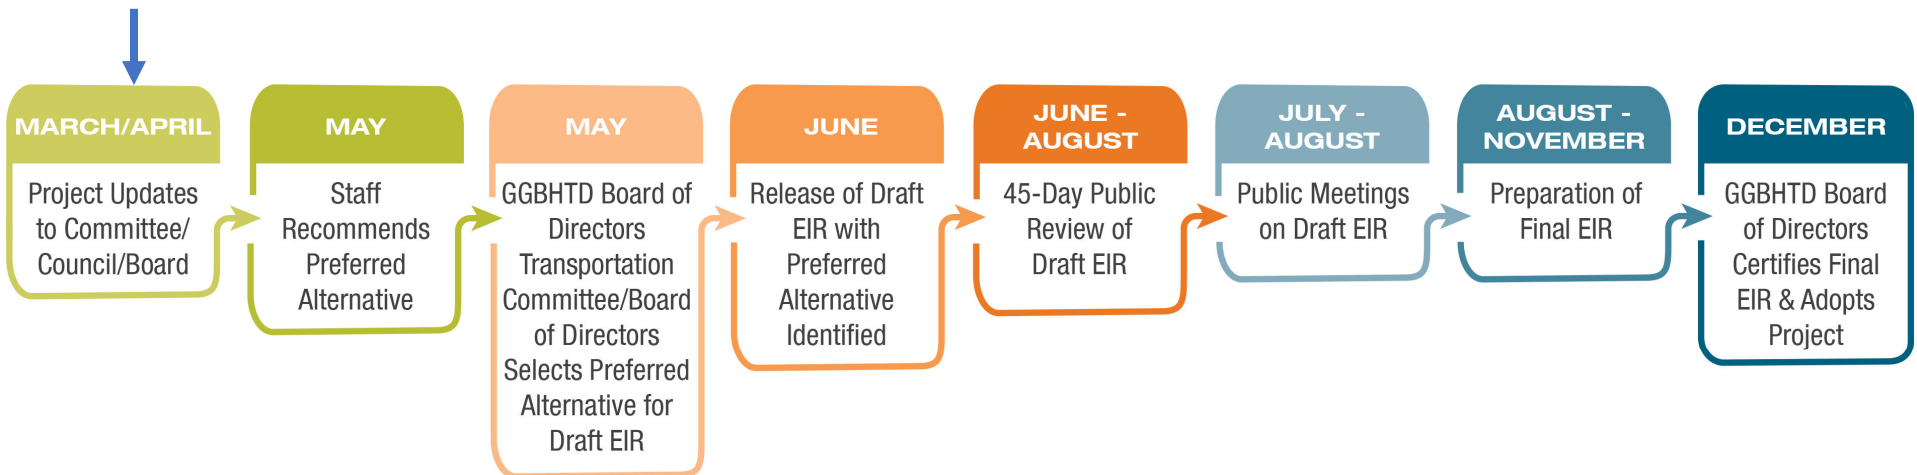 MARCH/APRIL
Project Updates
to Committee/
Council/Board
MAY
Staff
Recommends
Preferred
Alternative
MAY
GGBHTD Board of
Directors
Transportation
Committee/Board
of Directors
Selects Preferred
Alternative for
Draft EIR
JUNE
Release of Draft
EIR with
Preferred
Alternative
Identified
JUNE -
AUGUST
45-Day Public
Review of
Draft EIR
JULY -
AUGUST
Public Meetings
on Draft EIR
AUGUST -
NOVEMBER
Preparation of
Final EIR
DECEMBER
GGBHTD Board
of Directors
Certifies Final
EIR & Adopts
Project